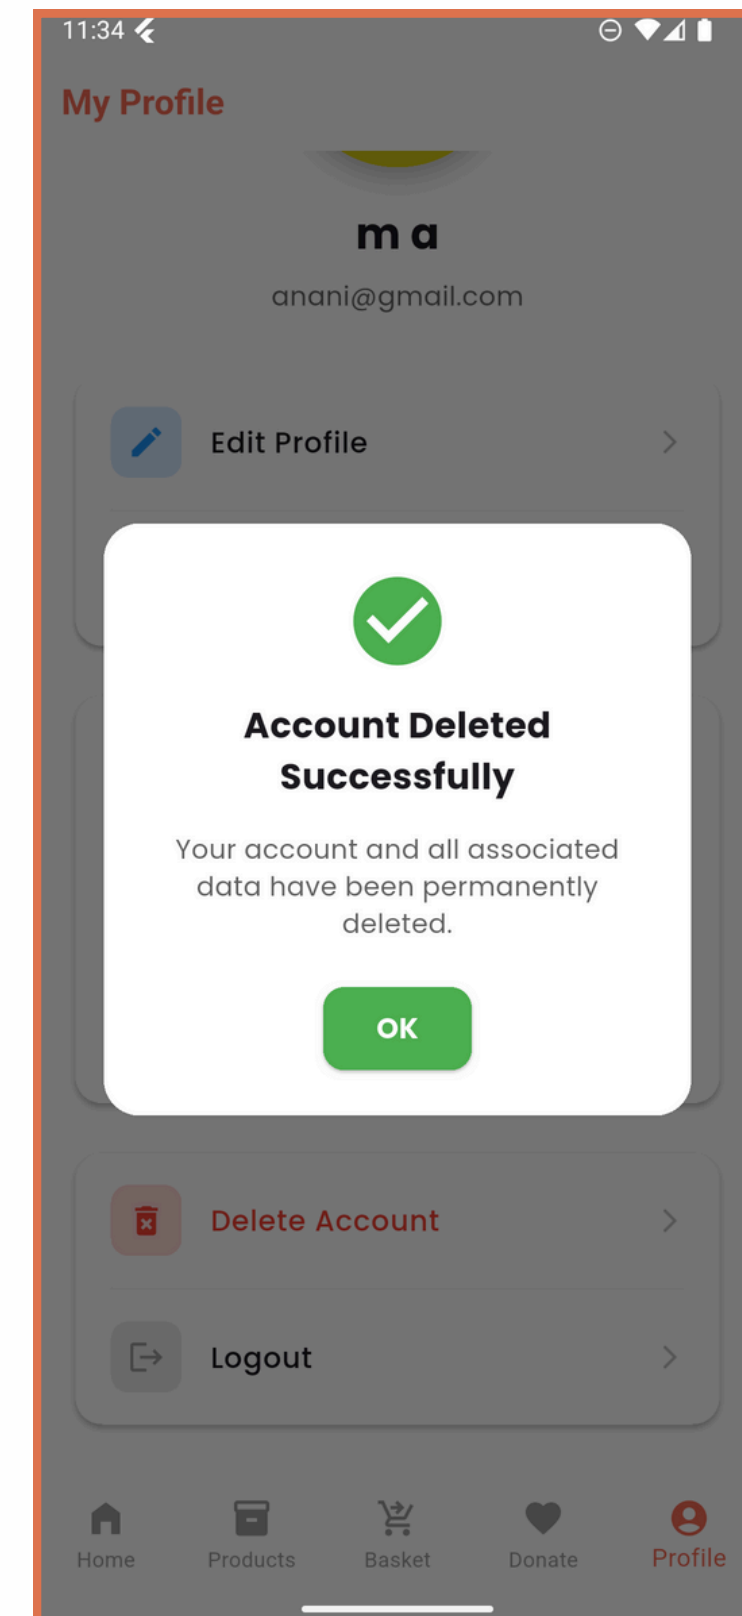 11:34
My Profile
m a
anani@gmail.com
Edit Profile
Account Deleted
Successfully
Your account and all associated
data have been permanently
deleted.
OK
Delete Account
Logout
Home Products Basket Donate Profile